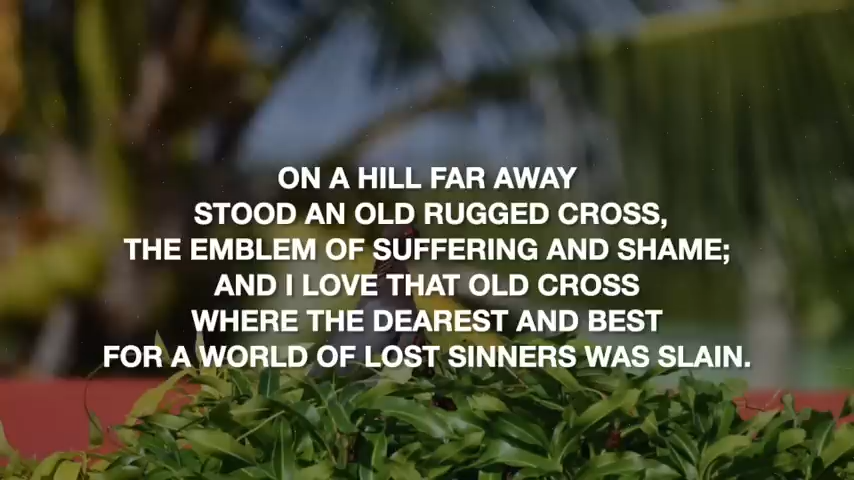 ON A HILL FAR AWAY
STOOD AN OLD RUGGED CROSS,
THE EMBLEM OF SUFFERING AND SHAME;
AND I LOVE THAT OLD CROSS
WHERE THE DEAREST AND BEST
FOR A WORLD OF LOST SINNERS WAS SLAIN.